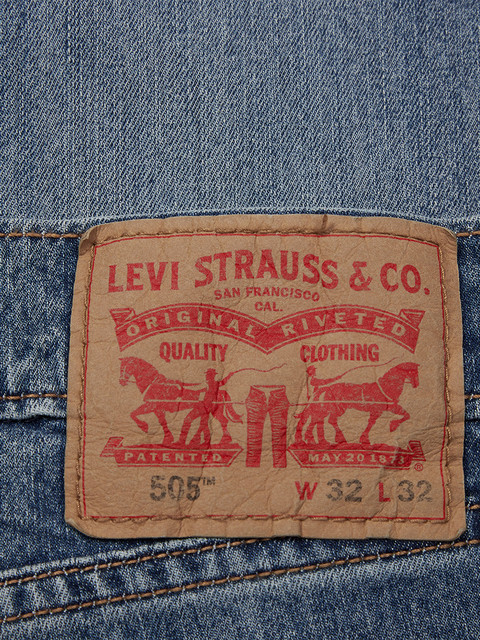 LEVI STRAUSS & CO.
SAN FRANCISCO
CAL.
ORIGINAL RIVETED
QUALITY CLOTHING
PATENTED MAY 20 1873
®
505™ W 32 L 32